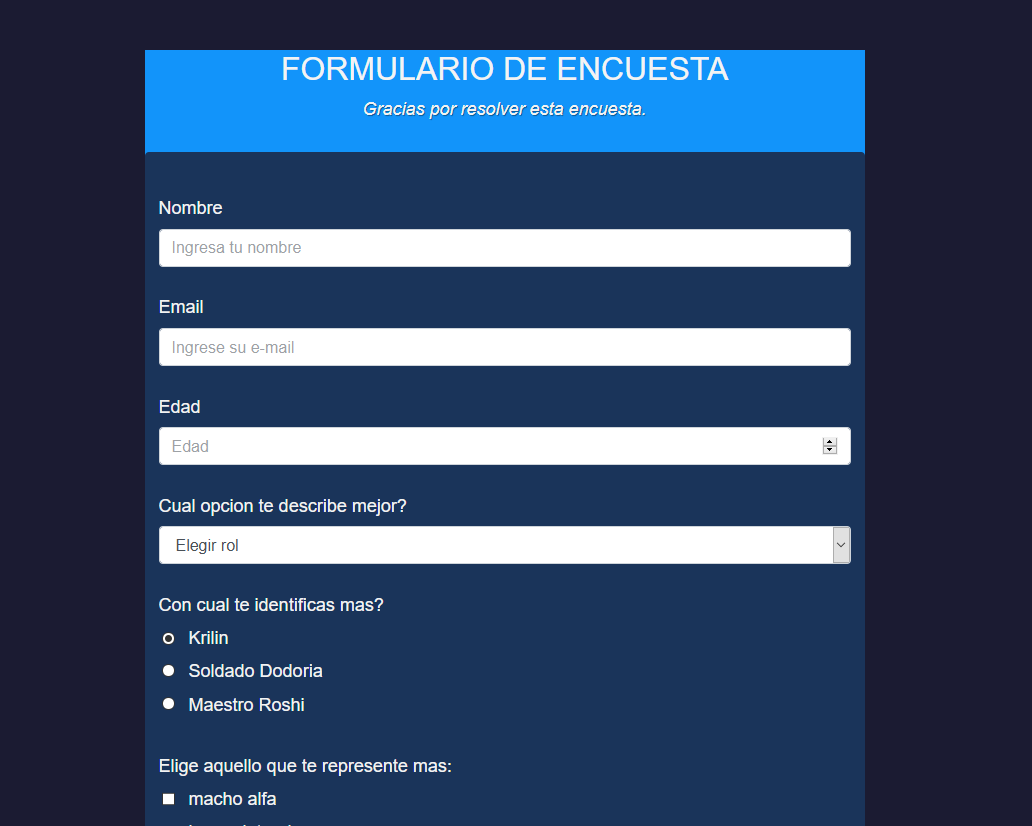 FORMULARIO DE ENCUESTA
Gracias por resolver esta encuesta.
Nombre
Ingresa tu nombre
Email
Ingrese su e-mail
Edad
Edad
Cual opcion te describe mejor?
Elegir rol
Con cual te identificas mas?
Krilin
Soldado Dodoria
Maestro Roshi
Elige aquello que te represente mas:
macho alfa